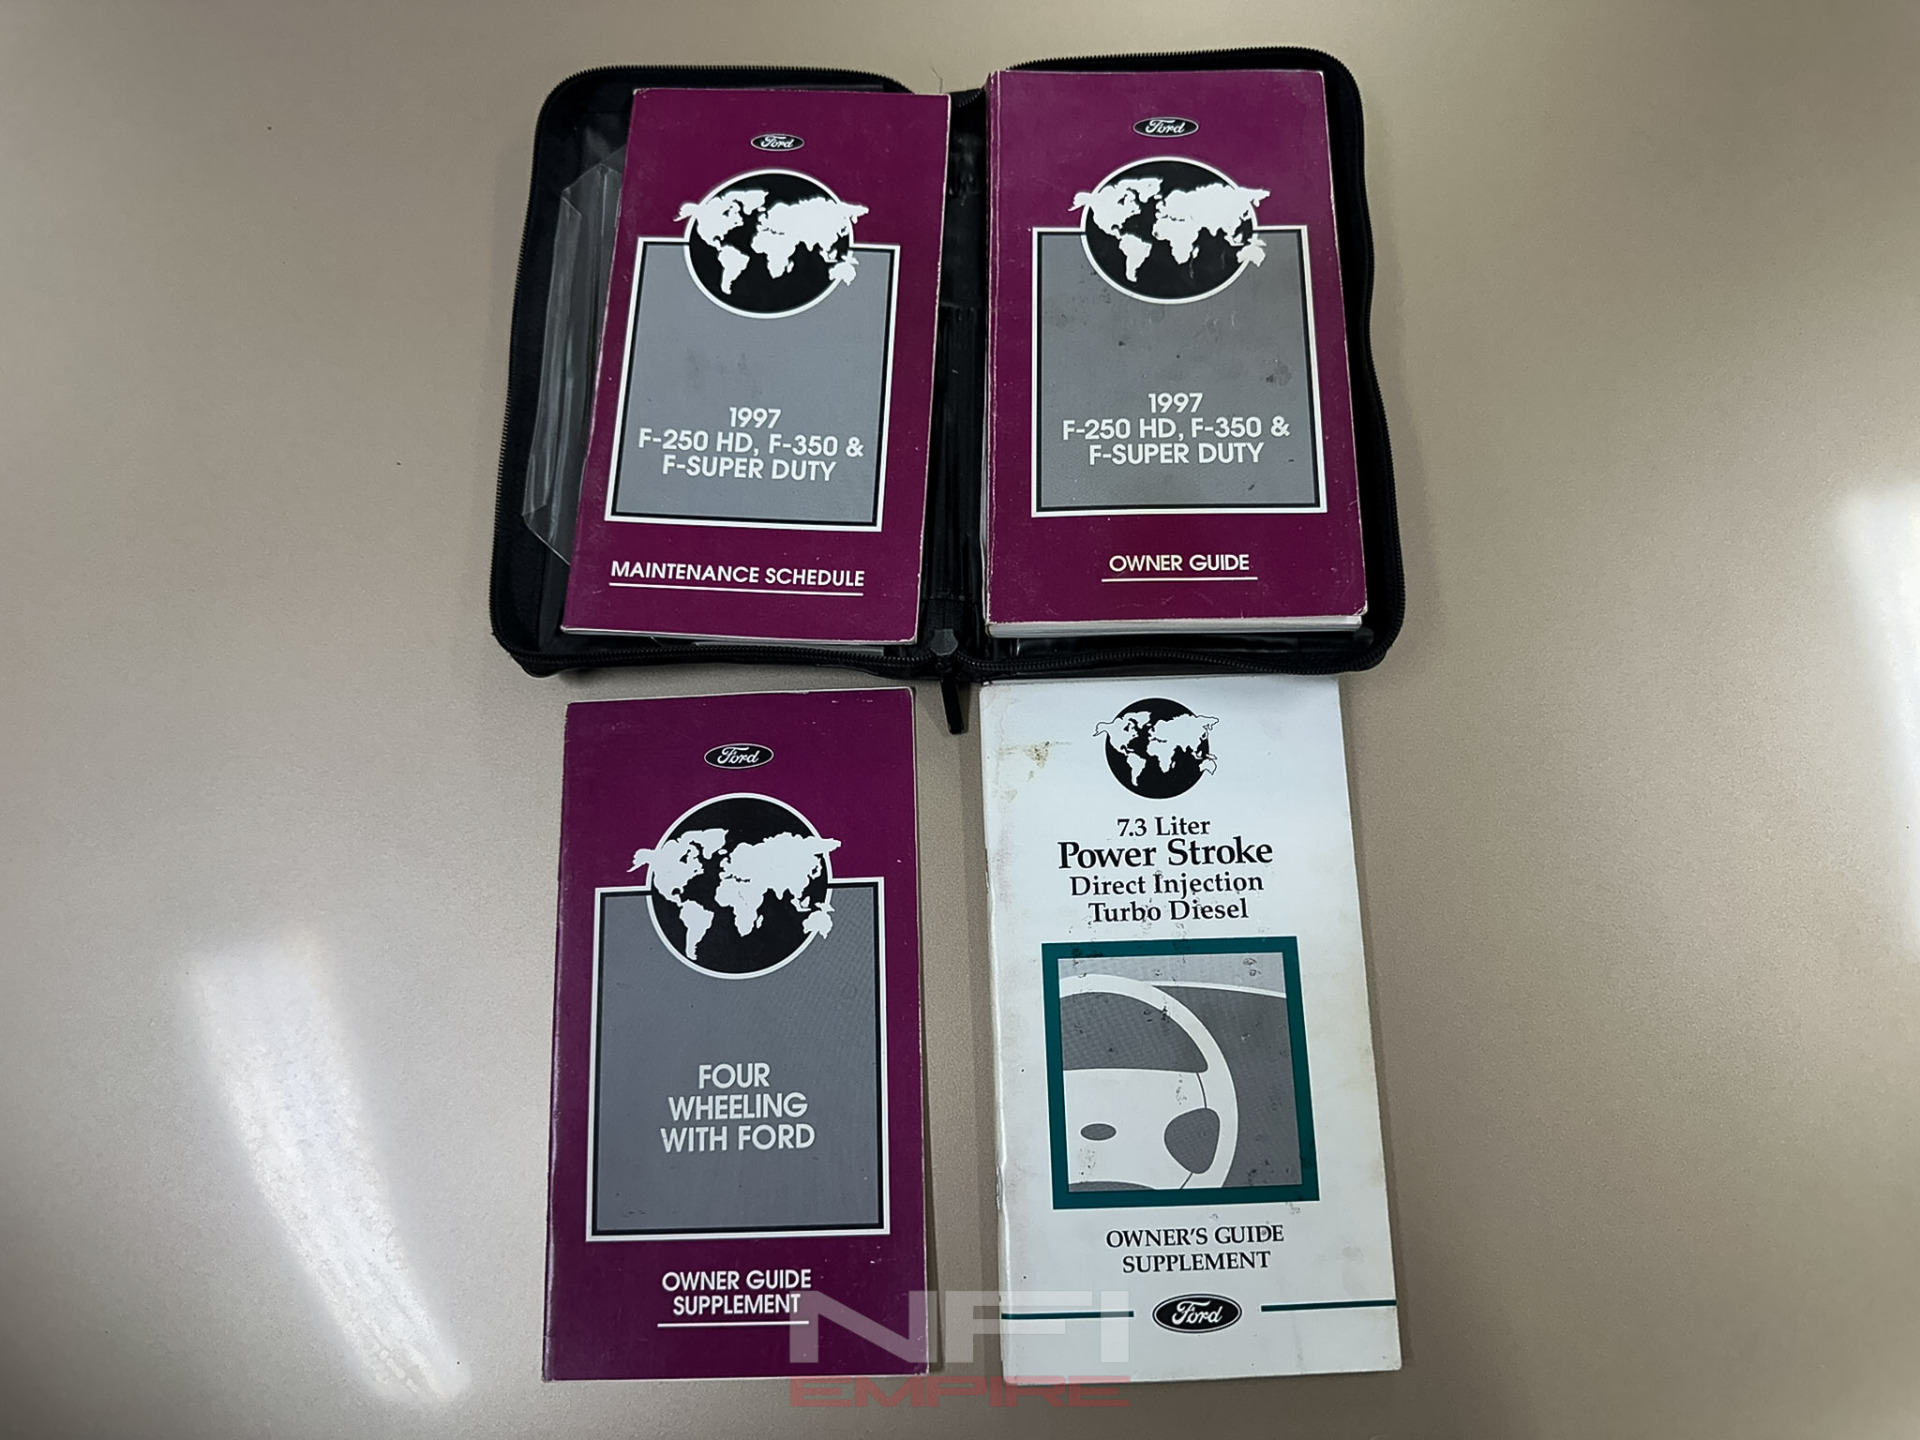 Ford
1997
F-250 HD, F-350 &
F-SUPER DUTY
MAINTENANCE SCHEDULE
Ford
1997
F-250 HD, F-350 &
F-SUPER DUTY
OWNER GUIDE
Ford
FOUR
WHEELING
WITH FORD
OWNER GUIDE
SUPPLEMENT
7.3 Liter
Power Stroke
Direct Injection
Turbo Diesel
OWNER'S GUIDE
SUPPLEMENT
Ford
NFI
EMPIRE